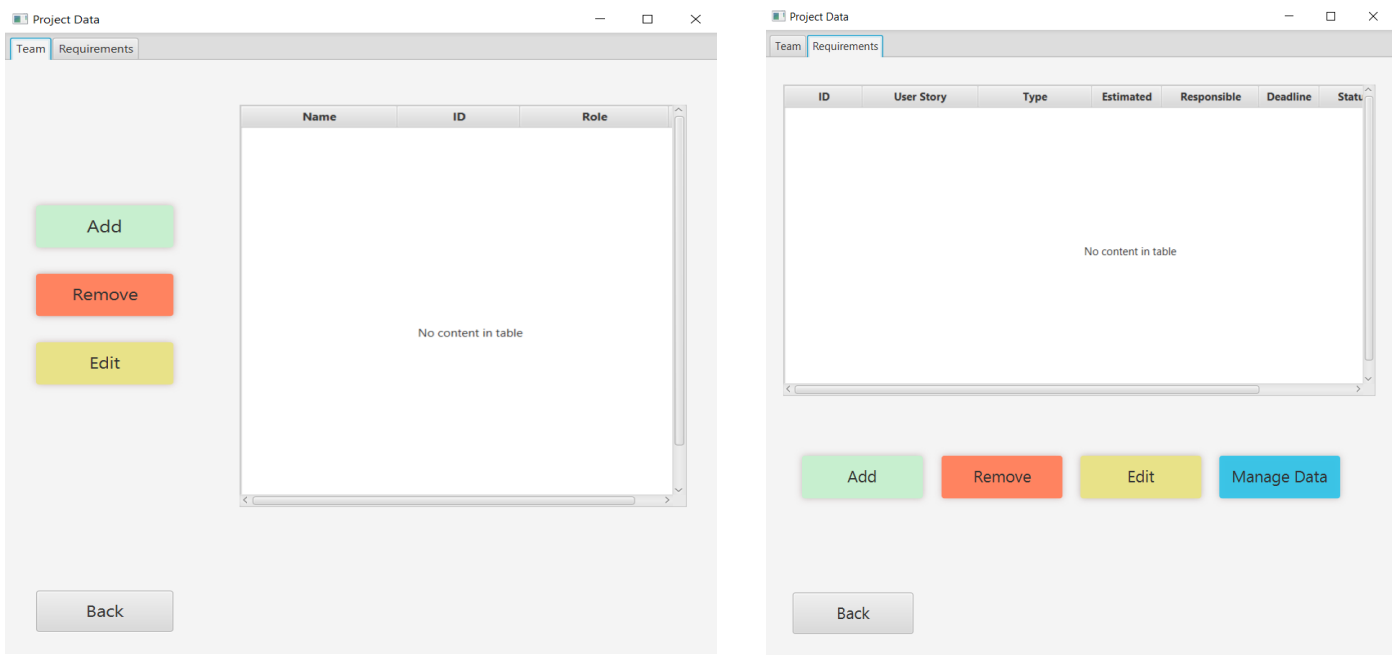 Project Data
Team Requirements
Name ID Role
Add
Remove
No content in table
Edit
Back
Project Data
Team Requirements
ID User Story Type Estimated Responsible Deadline Statu
No content in table
Add Remove Edit Manage Data
Back